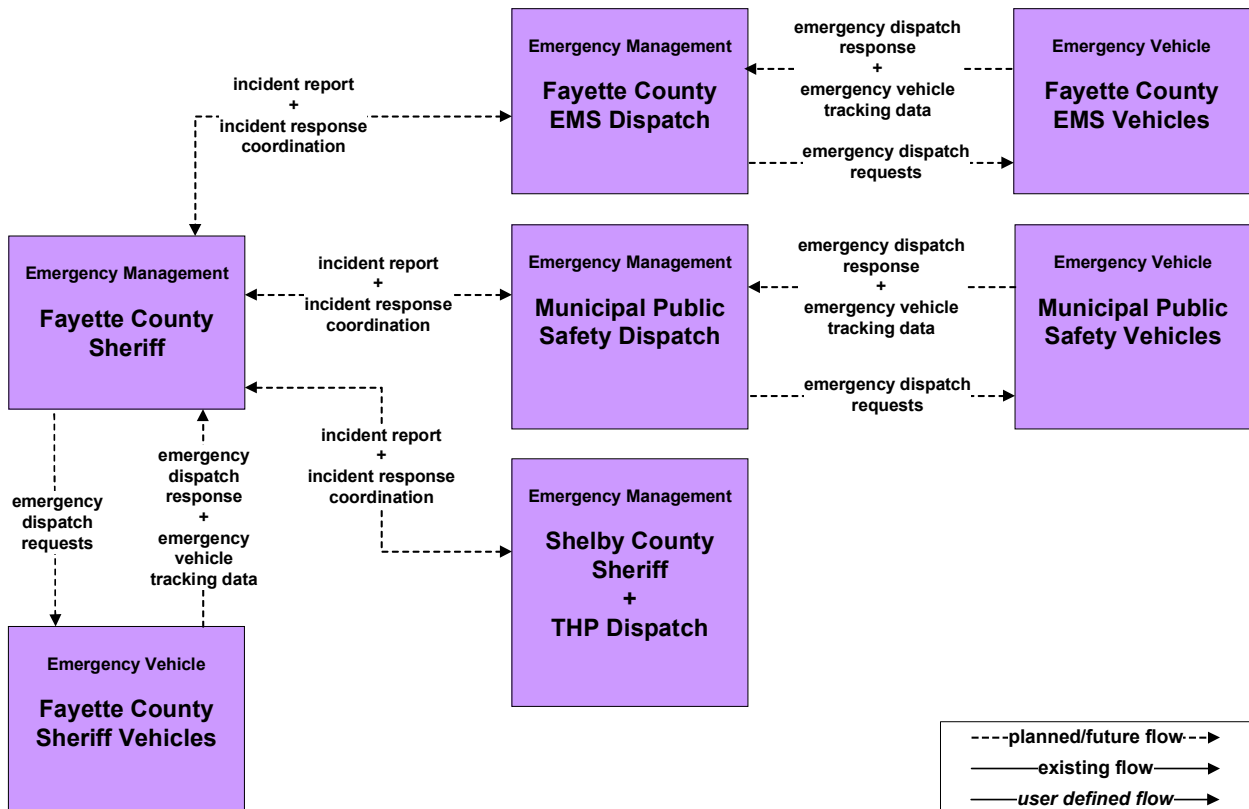 Emergency Management
Fayette County
EMS Dispatch
emergency dispatch
response
+
emergency vehicle
tracking data
emergency dispatch
requests
Emergency Vehicle
Fayette County
EMS Vehicles
incident report
+
incident response
coordination
Emergency Management
Fayette County
Sheriff
incident report
+
incident response
coordination
Emergency Management
Municipal Public
Safety Dispatch
emergency dispatch
response
+
emergency vehicle
tracking data
emergency dispatch
requests
Emergency Vehicle
Municipal Public
Safety Vehicles
incident report
+
incident response
coordination
Emergency Management
Shelby County
Sheriff
+
THP Dispatch
emergency
dispatch
requests
emergency
dispatch
response
+
emergency
vehicle
tracking data
Emergency Vehicle
Fayette County
Sheriff Vehicles
planned/future flow
existing flow
user defined flow